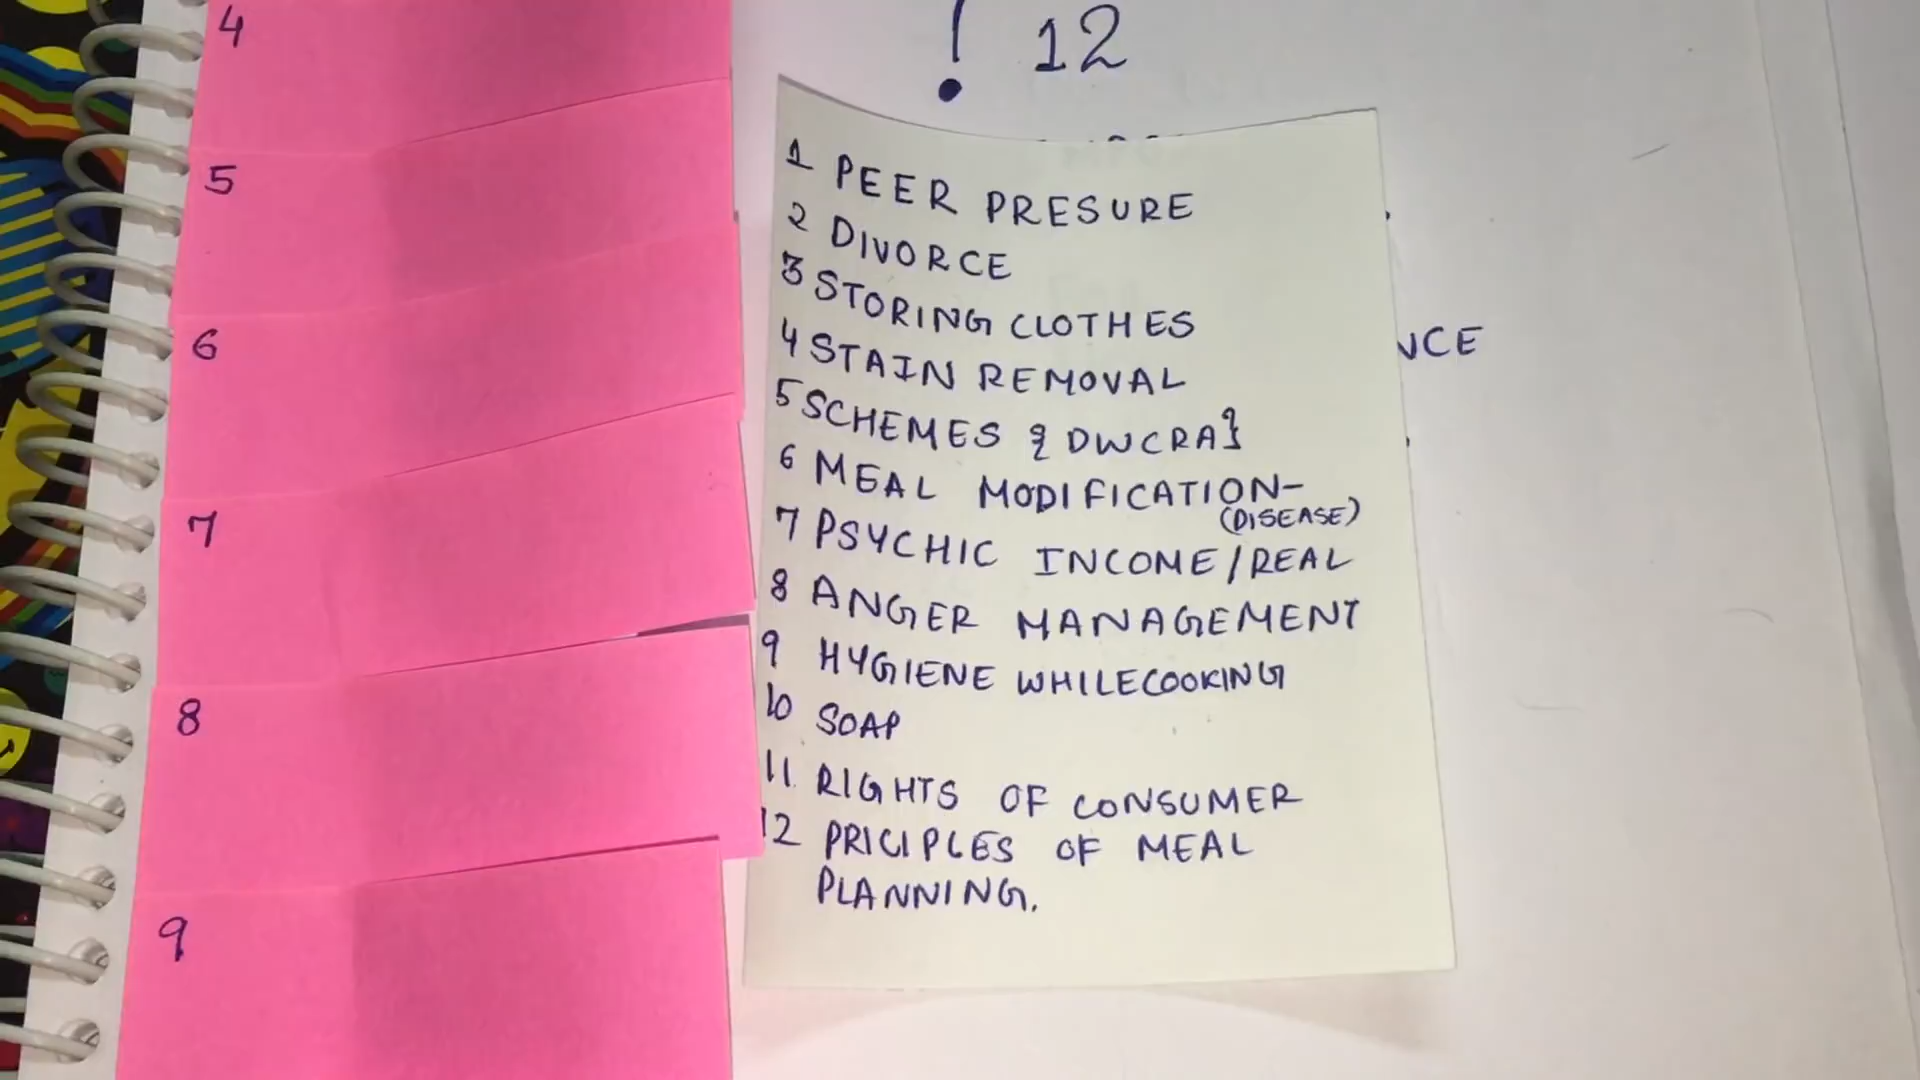 4
5
6
7
8
9
! 12
1 PEER PRESURE
2 DIVORCE
3 STORING CLOTHES
4 STAIN REMOVAL
5 SCHEMES { DWCRA}
6 MEAL MODIFICATION-
(DISEASE)
7 PSYCHIC INCOME/REAL
8 ANGER MANAGEMENT
9 HYGIENE WHILECOOKING
10 SOAP
11. RIGHTS OF CONSUMER
12 PRICIPLES OF MEAL
PLANNING.